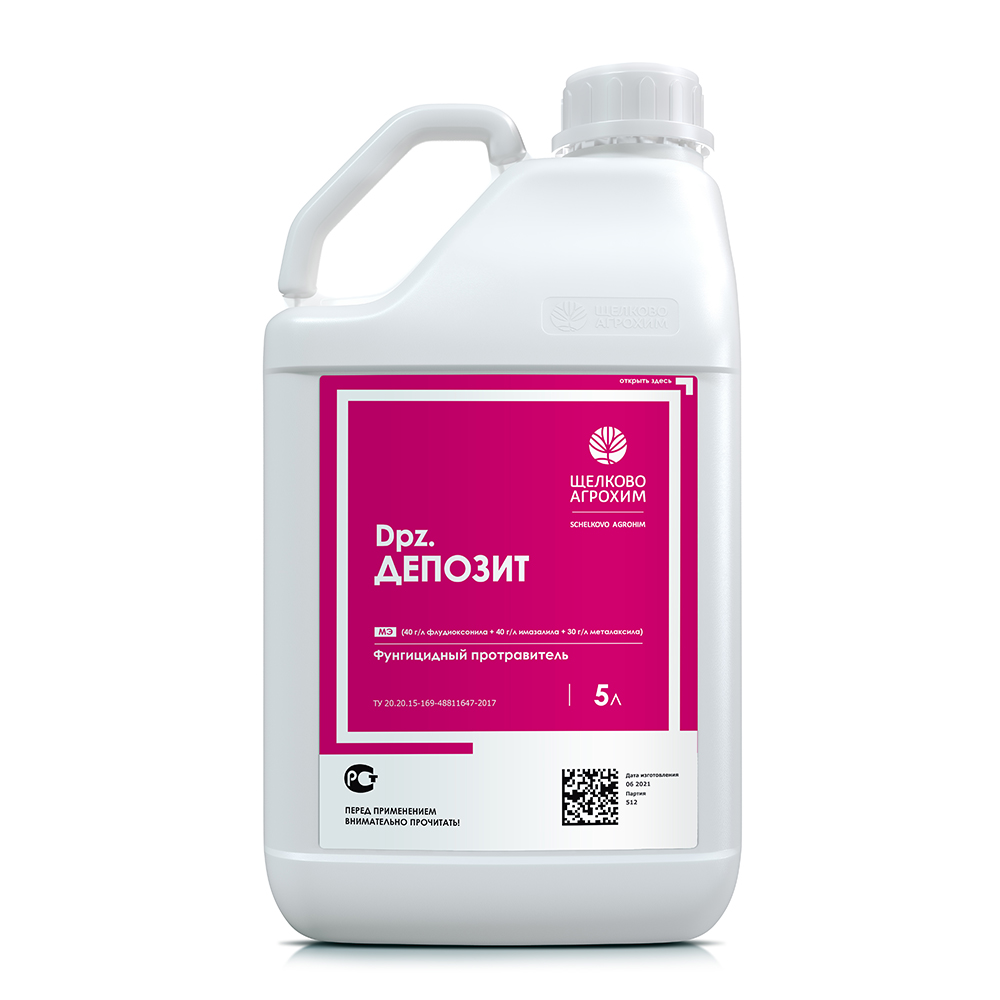 ЩЕЛКОВО
АГРОХИМ
открыть здесь
ЩЕЛКОВО
АГРОХИМ
SCHELKOVO AGROHIM
Dpz.
ДЕПОЗИТ
МЭ (40 г/л флудиоксонила + 40 г/л имазалила + 30 г/л металаксила)
Фунгицидный протравитель
ТУ 20.20.15-169-48811647-2017
5л
РСТ
Дата изготовления
06 2021
Партия
512
ПЕРЕД ПРИМЕНЕНИЕМ
ВНИМАТЕЛЬНО ПРОЧИТАТЬ!